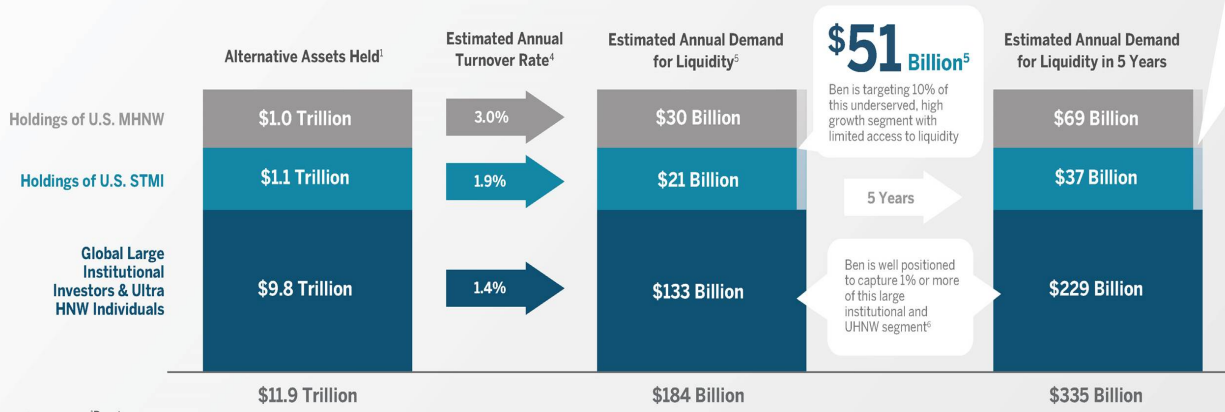 Alternative Assets Held¹
Estimated Annual
Turnover Rate⁴
Estimated Annual Demand
for Liquidity⁵
$51 Billion⁵
Ben is targeting 10% of
this underserved, high
growth segment with
limited access to liquidity
Estimated Annual Demand
for Liquidity in 5 Years
Holdings of U.S. MHNW
$1.0 Trillion
3.0%
$30 Billion
$69 Billion
Holdings of U.S. STMI
$1.1 Trillion
1.9%
$21 Billion
5 Years
$37 Billion
Global Large
Institutional
Investors & Ultra
HNW Individuals
$9.8 Trillion
1.4%
$133 Billion
Ben is well positioned
to capture 1% or more
of this large
institutional and
UHNW segment⁶
$229 Billion
$11.9 Trillion
$184 Billion
$335 Billion